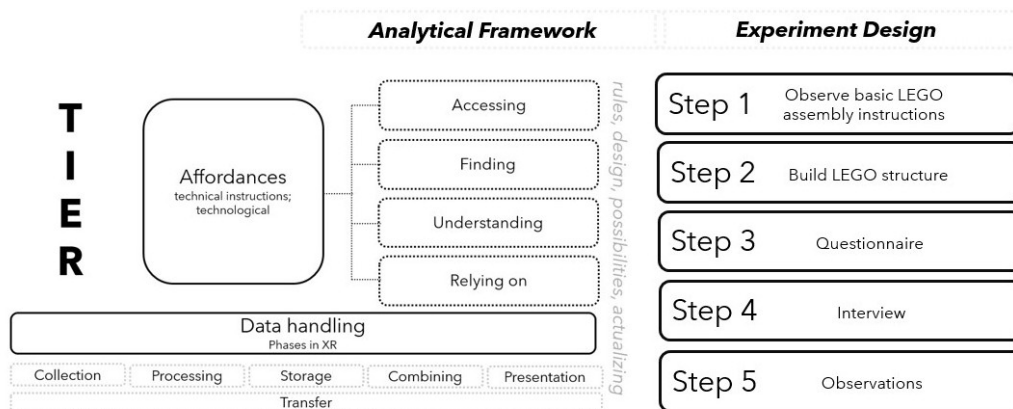 Analytical Framework
Experiment Design
T
I
E
R
Affordances
technical instructions;
technological
Accessing
Finding
Understanding
Relying on
rules, design, possibilities, actualizing
Data handling
Phases in XR
Collection
Processing
Storage
Combining
Presentation
Transfer
Step 1
Observe basic LEGO
assembly instructions
Step 2
Build LEGO structure
Step 3
Questionnaire
Step 4
Interview
Step 5
Observations